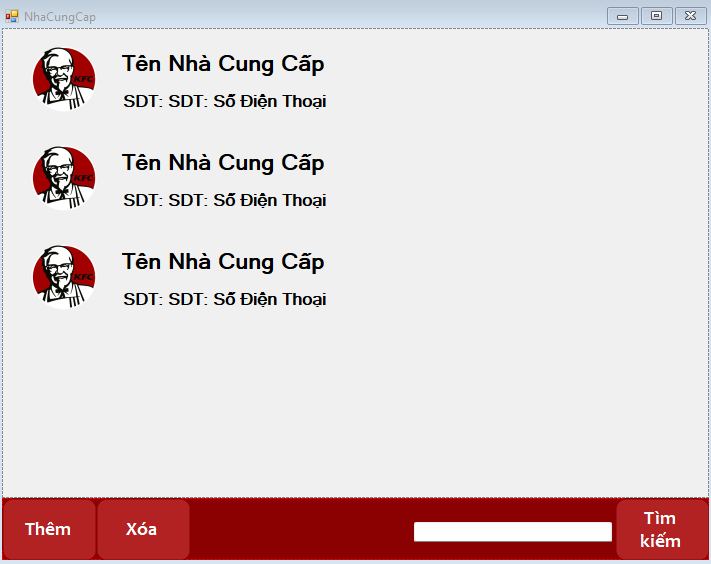 NhaCungCap
KFC
Tên Nhà Cung Cấp
SDT: SDT: Số Điện Thoại
KFC
Tên Nhà Cung Cấp
SDT: SDT: Số Điện Thoại
KFC
Tên Nhà Cung Cấp
SDT: SDT: Số Điện Thoại
Thêm
Xóa
Tìm
kiếm